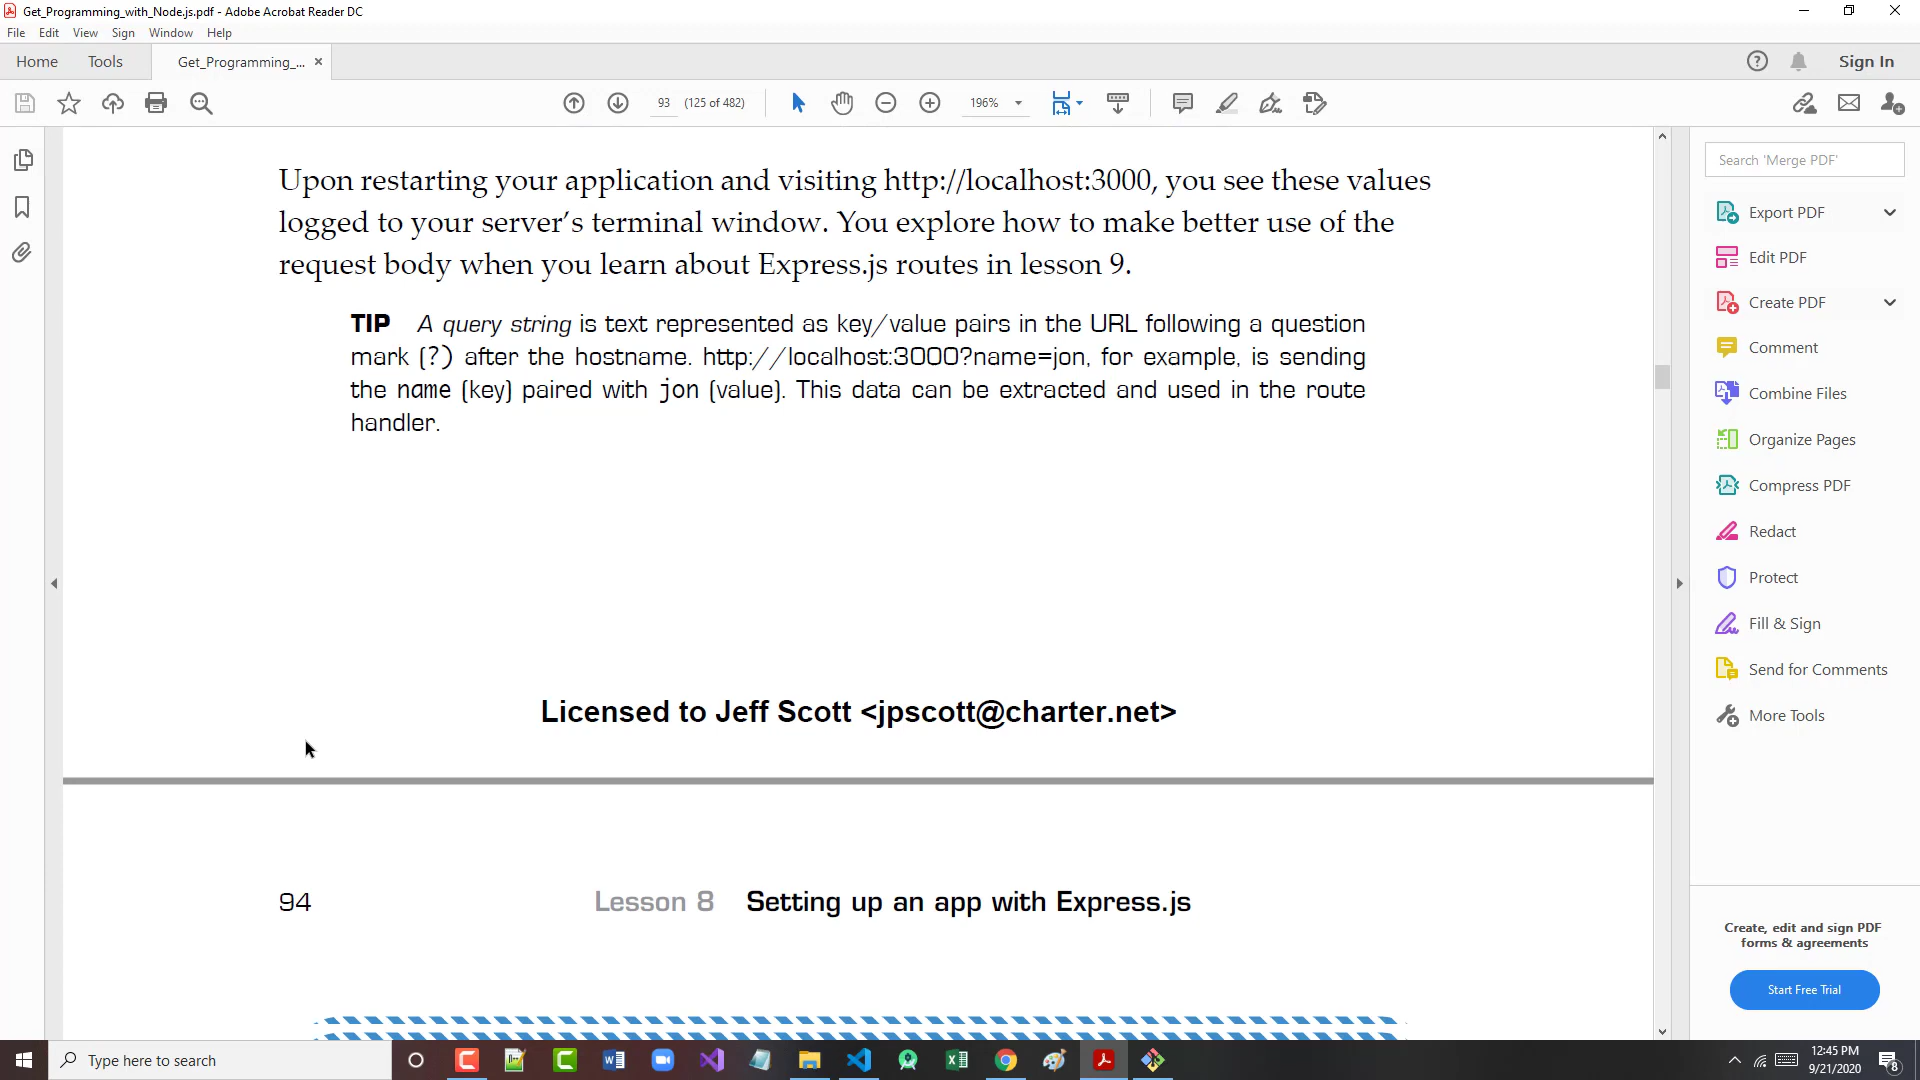 Get_Programming_with_Node.js.pdf - Adobe Acrobat Reader DC
File Edit View Sign Window Help
Home Tools Get_Programming_... × Sign In
93 (125 of 482) 196%
Upon restarting your application and visiting http://localhost:3000, you see these values
logged to your server’s terminal window. You explore how to make better use of the
request body when you learn about Express.js routes in lesson 9.
TIP A query string is text represented as key/value pairs in the URL following a question
mark (?) after the hostname. http://localhost:3000?name=jon, for example, is sending
the name (key) paired with jon (value). This data can be extracted and used in the route
handler.
Licensed to Jeff Scott <jpscott@charter.net>
94 Lesson 8 Setting up an app with Express.js
Search 'Merge PDF'
Export PDF
Edit PDF
Create PDF
Comment
Combine Files
Organize Pages
Compress PDF
Redact
Protect
Fill & Sign
Send for Comments
More Tools
Create, edit and sign PDF
forms & agreements
Start Free Trial
Type here to search
12:45 PM
9/21/2020
8